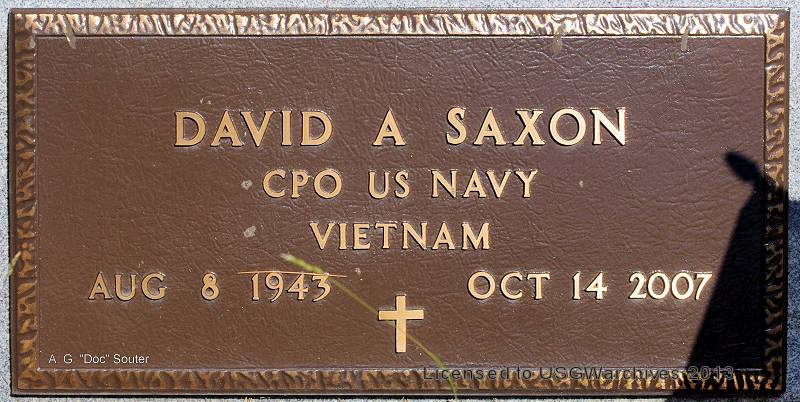 DAVID A SAXON
CPO US NAVY
VIETNAM
AUG 8 1943 OCT 14 2007
A G "Doc" Souter
Licensed to USGWarchives 2013